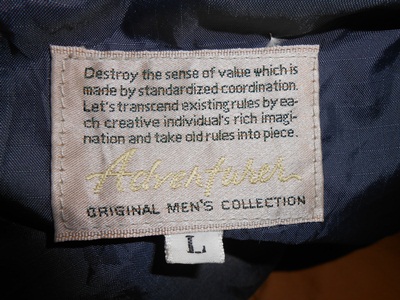 Destroy the sense of value which is
made by standardized coordination.
Let's transcend existing rules by ea-
ch creative individual's rich imagi-
nation and take old rules into piece.
Adventurer
ORIGINAL MEN'S COLLECTION
L